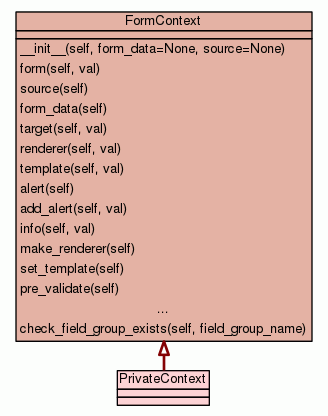 FormContext
__init__(self, form_data=None, source=None)
form(self, val)
source(self)
form_data(self)
target(self, val)
renderer(self, val)
template(self, val)
alert(self)
add_alert(self, val)
info(self, val)
make_renderer(self)
set_template(self)
pre_validate(self)
...
check_field_group_exists(self, field_group_name)
PrivateContext